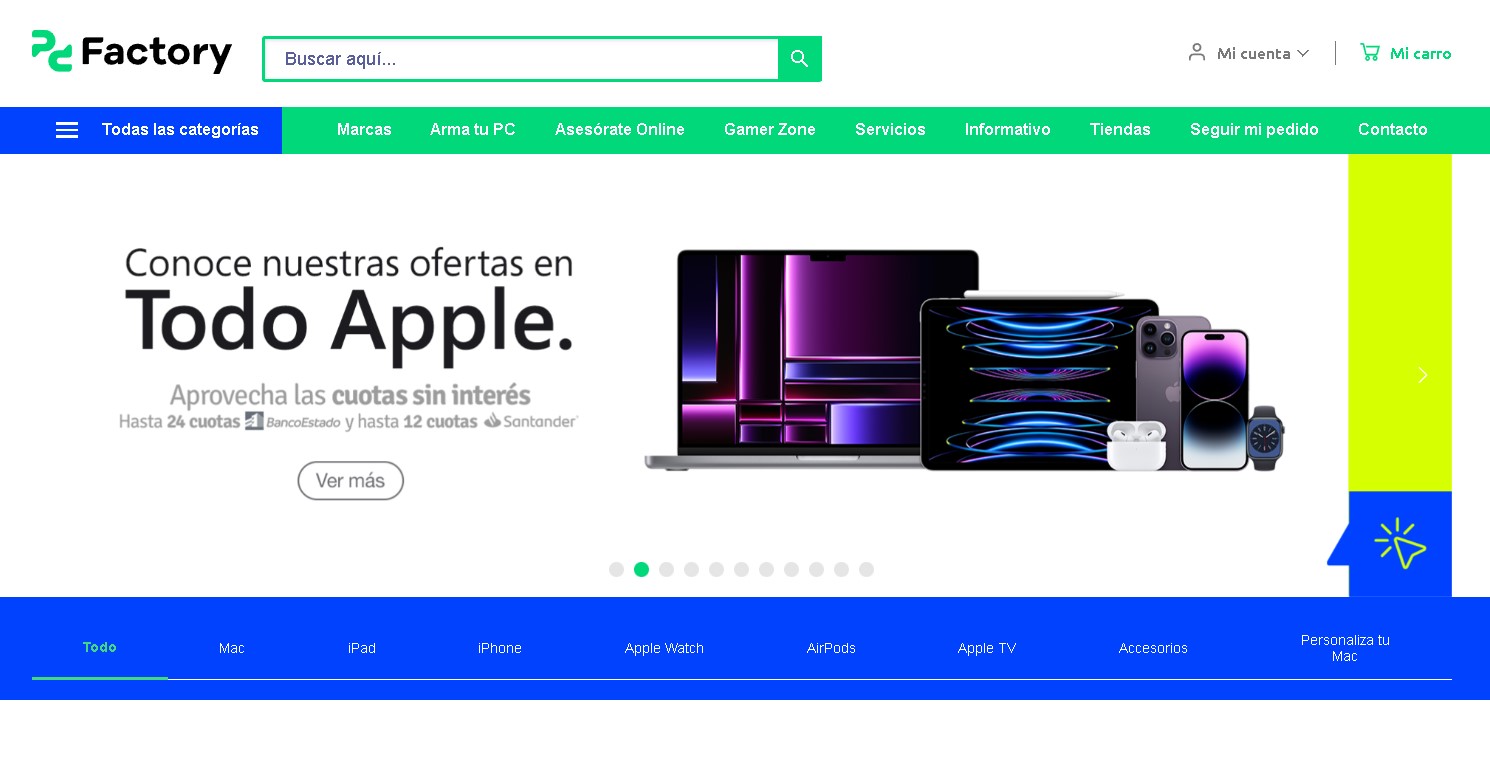 Pc Factory
Buscar aquí...
Mi cuenta
Mi carro
Todas las categorías
Marcas
Arma tu PC
Asesórate Online
Gamer Zone
Servicios
Informativo
Tiendas
Seguir mi pedido
Contacto
Conoce nuestras ofertas en
Todo Apple.
Aprovecha las cuotas sin interés
Hasta 24 cuotas BancoEstado y hasta 12 cuotas Santander
Ver más
Todo
Mac
iPad
iPhone
Apple Watch
AirPods
Apple TV
Accesorios
Personaliza tu
Mac